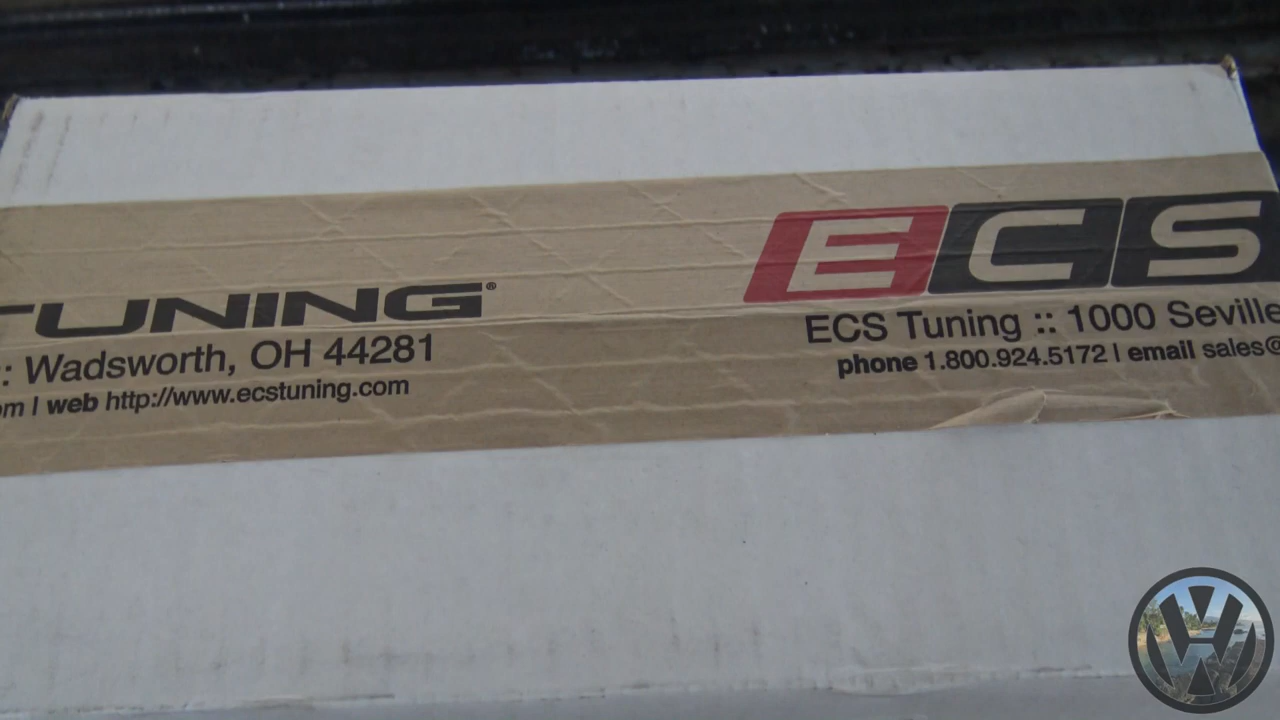 TUNING®
:: Wadsworth, OH 44281
om | web http://www.ecstuning.com
ECS
ECS Tuning :: 1000 Seville
phone 1.800.924.5172 | email sales@